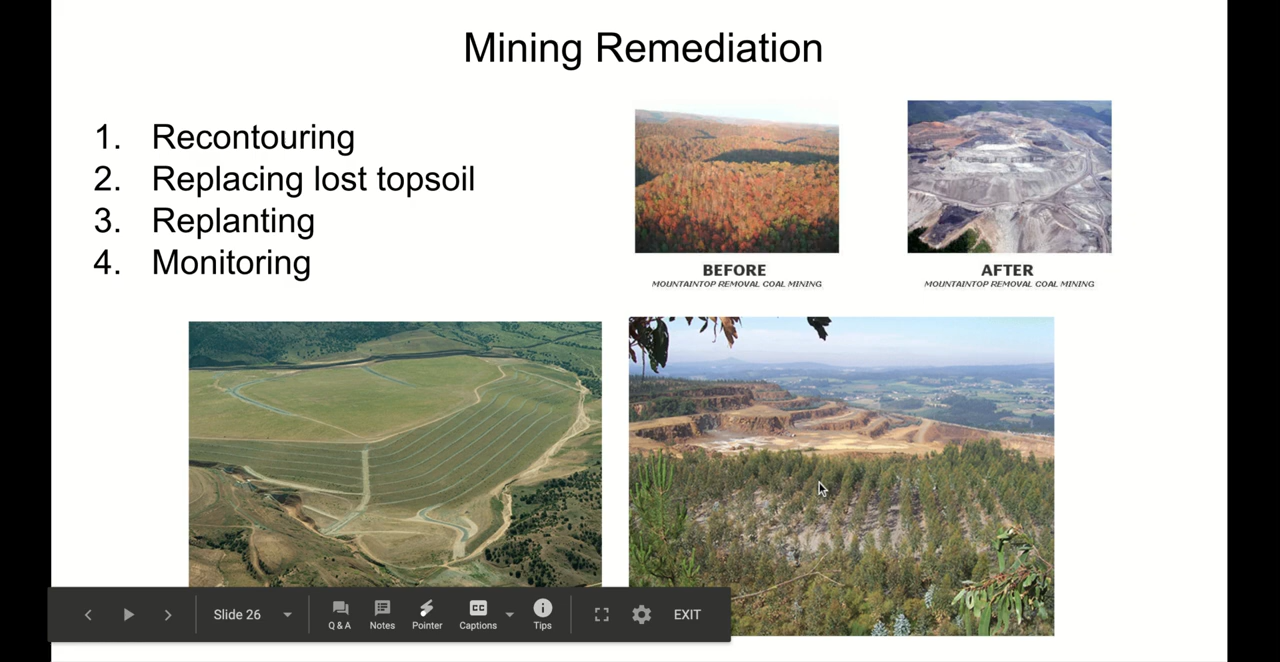 Mining Remediation
1. Recontouring
2. Replacing lost topsoil
3. Replanting
4. Monitoring
BEFORE
MOUNTAINTOP REMOVAL COAL MINING
AFTER
MOUNTAINTOP REMOVAL COAL MINING
Slide 26
Q & A
Notes
Pointer
CC
Captions
Tips
EXIT